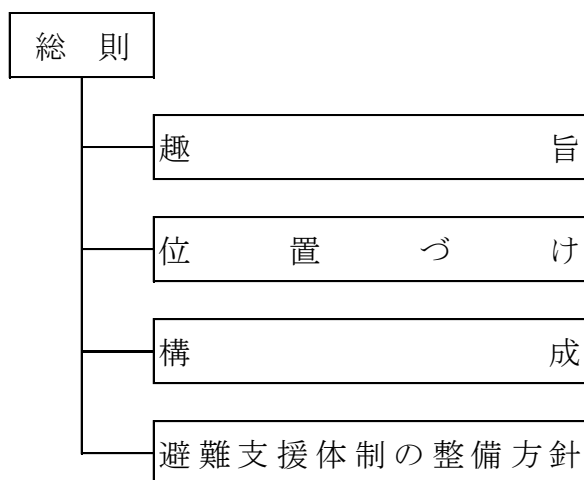 総則
趣旨
位置づけ
構成
避難支援体制の整備方針